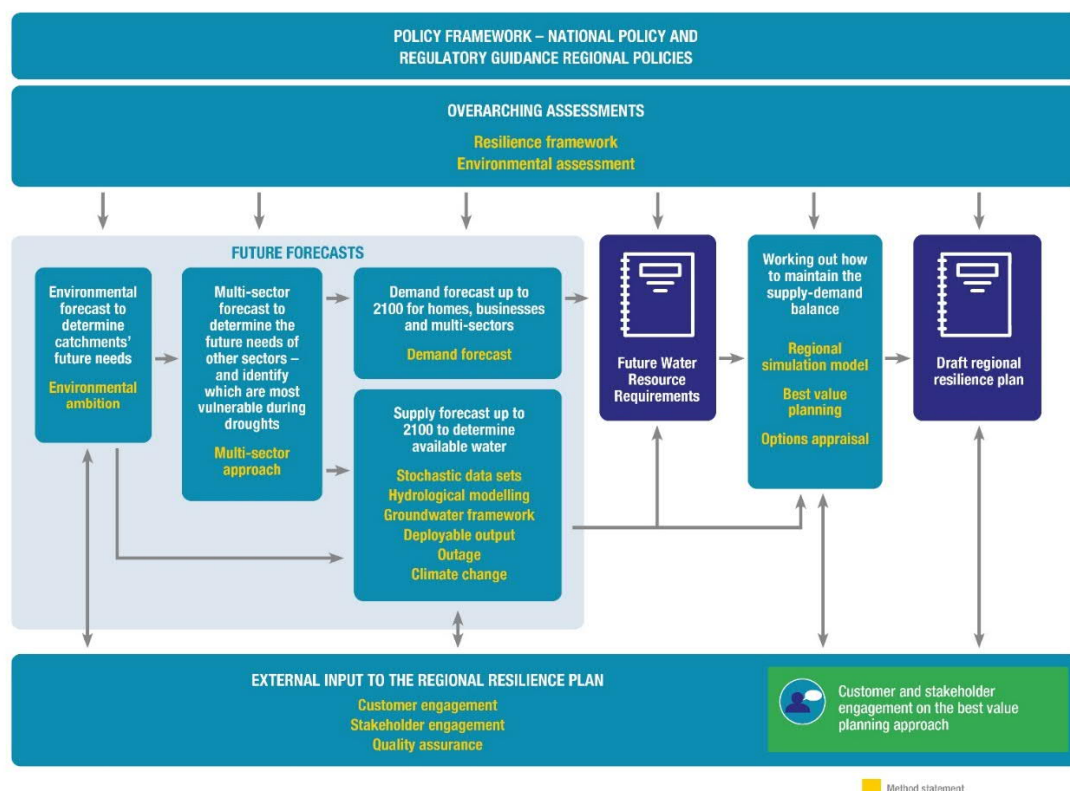 POLICY FRAMEWORK – NATIONAL POLICY AND
REGULATORY GUIDANCE REGIONAL POLICIES
OVERARCHING ASSESSMENTS
Resilience framework
Environmental assessment
FUTURE FORECASTS
Environmental
forecast to
determine
catchments’
future needs
Environmental
ambition
Multi-sector
forecast to
determine the
future needs of
other sectors –
and identify
which are most
vulnerable during
droughts
Multi-sector
approach
Demand forecast up to
2100 for homes, businesses
and multi-sectors
Demand forecast
Supply forecast up to
2100 to determine
available water
Stochastic data sets
Hydrological modelling
Groundwater framework
Deployable output
Outage
Climate change
Future Water
Resource
Requirements
Working out how
to maintain the
supply-demand
balance
Regional
simulation model
Best value
planning
Options appraisal
Draft regional
resilience plan
EXTERNAL INPUT TO THE REGIONAL RESILIENCE PLAN
Customer engagement
Stakeholder engagement
Quality assurance
Customer and stakeholder
engagement on the best value
planning approach
Method statement